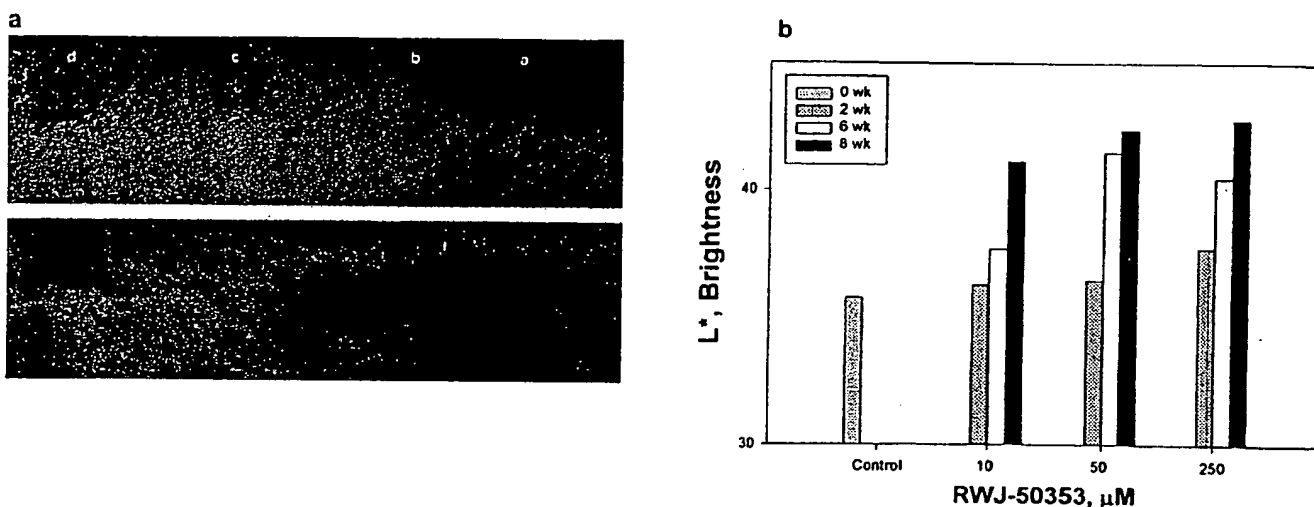 a
d c b a
f
b
0 wk
2 wk
6 wk
8 wk
L*, Brightness
40
30
Control 10 50 250
RWJ-50353, μM